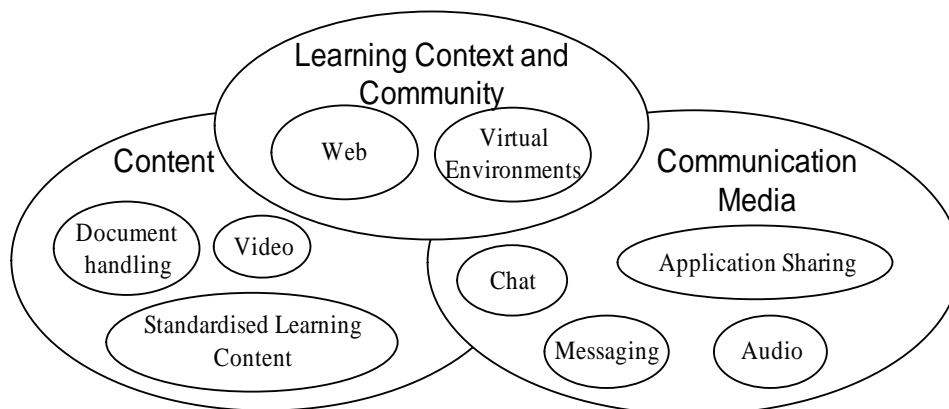 Learning Context and
Community
Web
Virtual
Environments
Content
Document
handling
Video
Standardised Learning
Content
Communication
Media
Chat
Application Sharing
Messaging
Audio